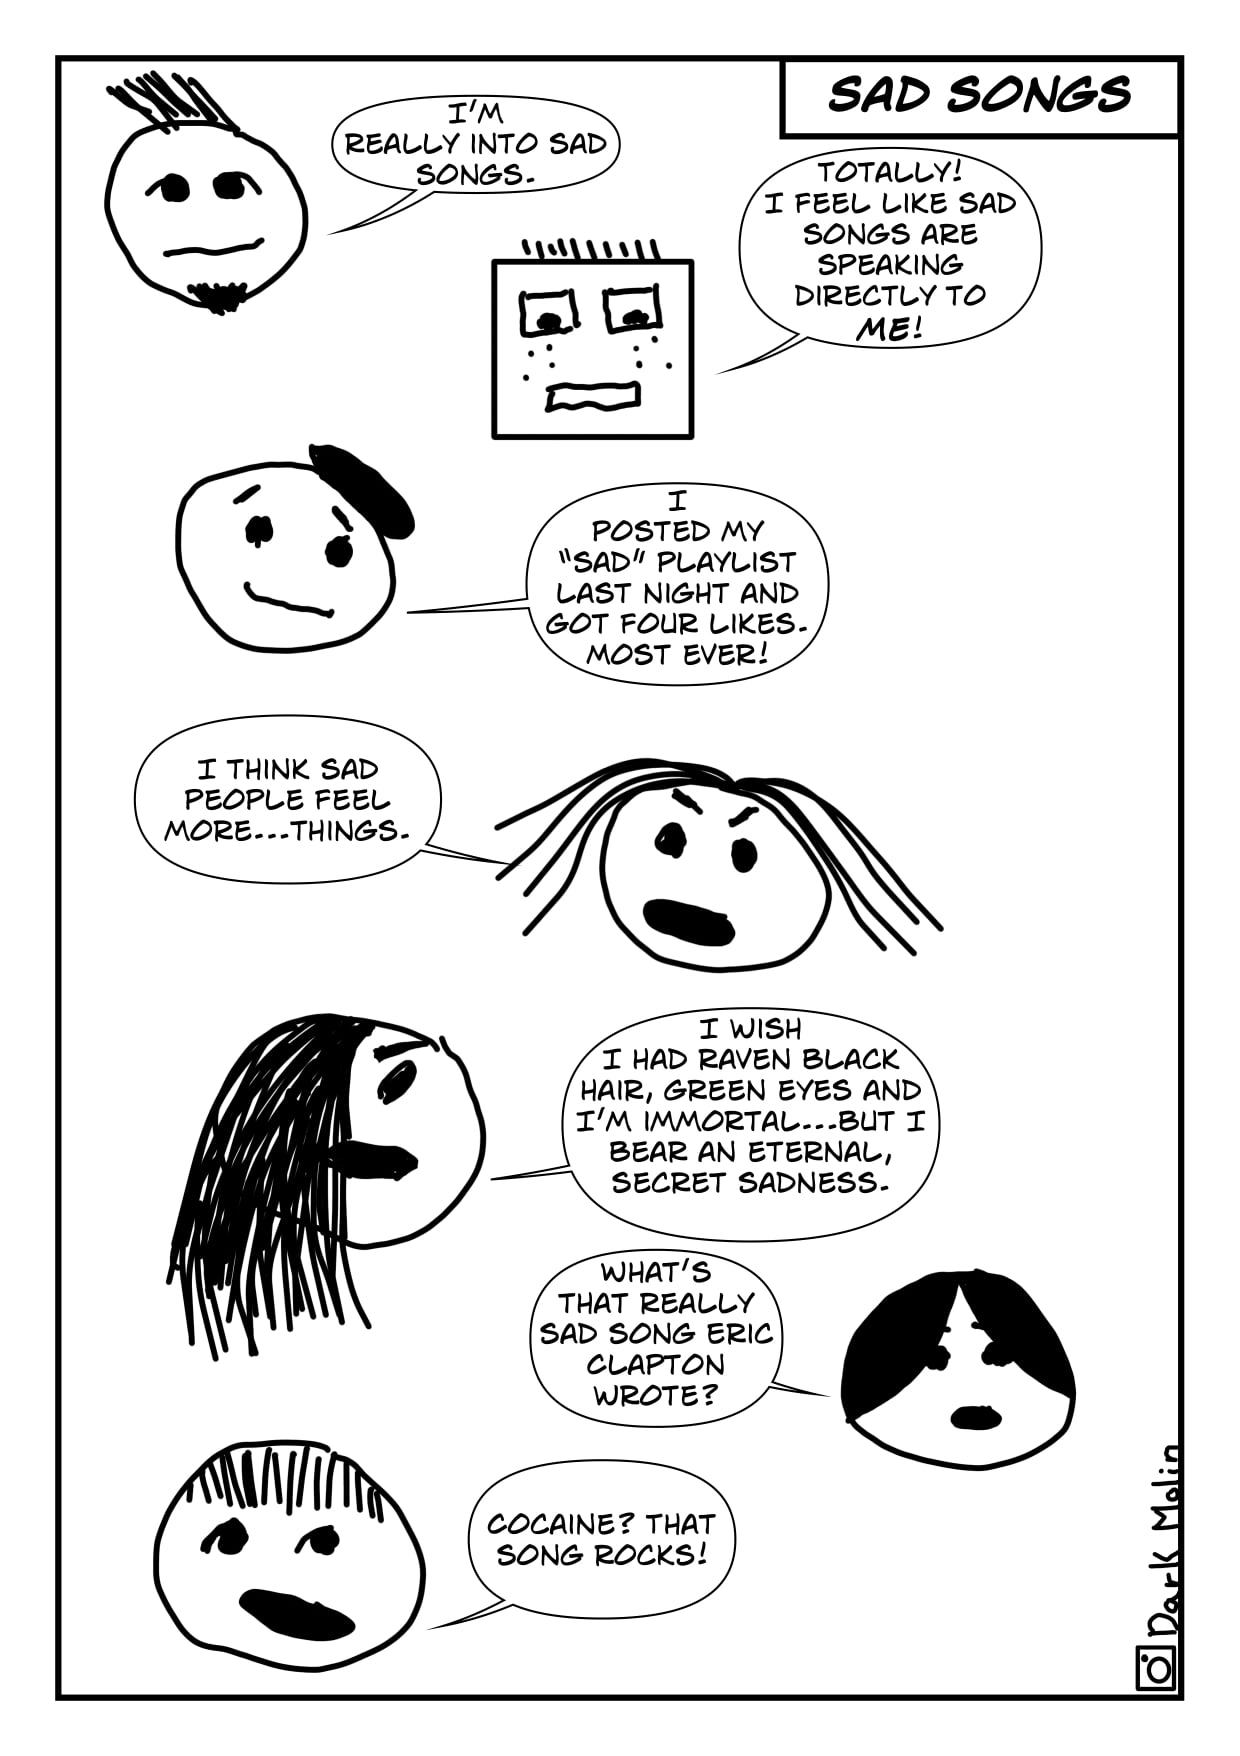 SAD SONGS
I'M
REALLY INTO SAD
SONGS.
TOTALLY!
I FEEL LIKE SAD
SONGS ARE
SPEAKING
DIRECTLY TO
ME!
I
POSTED MY
"SAD" PLAYLIST
LAST NIGHT AND
GOT FOUR LIKES.
MOST EVER!
I THINK SAD
PEOPLE FEEL
MORE...THINGS.
I WISH
I HAD RAVEN BLACK
HAIR, GREEN EYES AND
I'M IMMORTAL...BUT I
BEAR AN ETERNAL,
SECRET SADNESS.
WHAT'S
THAT REALLY
SAD SONG ERIC
CLAPTON
WROTE?
COCAINE? THAT
SONG ROCKS!
Dark Molin